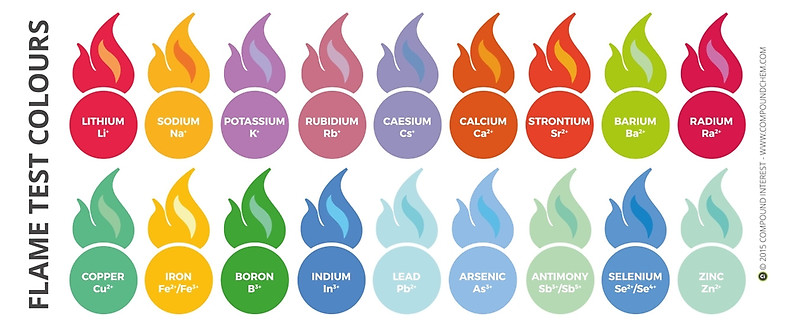 FLAME TEST COLOURS
LITHIUM
Li⁺
SODIUM
Na⁺
POTASSIUM
K⁺
RUBIDIUM
Rb⁺
CAESIUM
Cs⁺
CALCIUM
Ca²⁺
STRONTIUM
Sr²⁺
BARIUM
Ba²⁺
RADIUM
Ra²⁺
COPPER
Cu²⁺
IRON
Fe²⁺/Fe³⁺
BORON
B³⁺
INDIUM
In³⁺
LEAD
Pb²⁺
ARSENIC
As³⁺
ANTIMONY
Sb³⁺/Sb⁵⁺
SELENIUM
Se²⁺/Se⁴⁺
ZINC
Zn²⁺
© 2015 COMPOUND INTEREST - WWW.COMPOUNDCHEM.COM